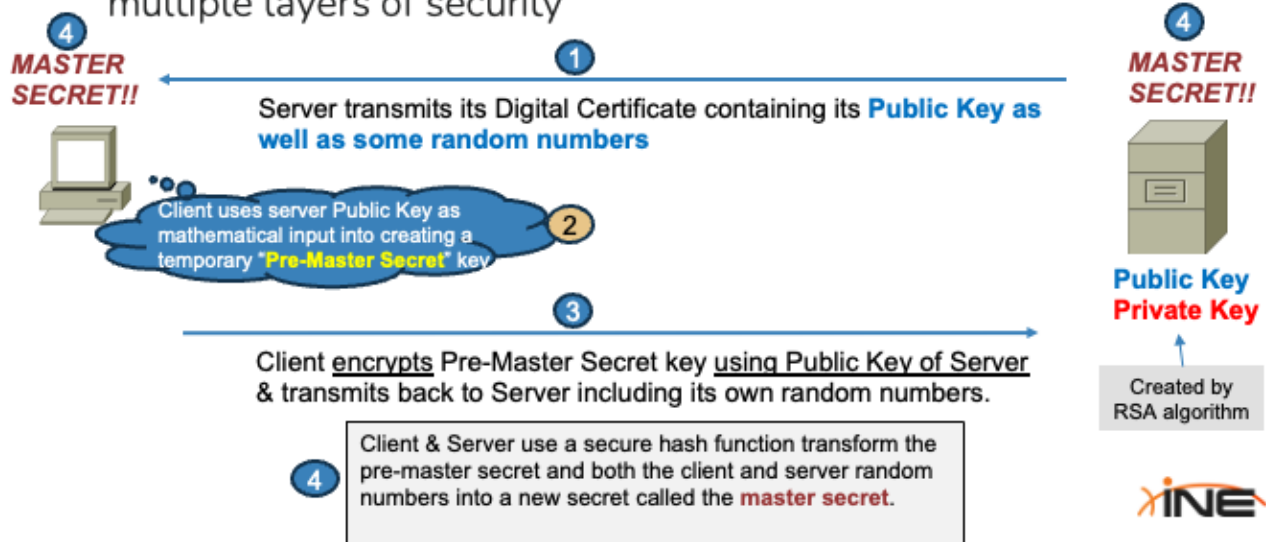 multiple layers of security
4
4
MASTER
SECRET!!
1
MASTER
SECRET!!
Server transmits its Digital Certificate containing its Public Key as
well as some random numbers
Client uses server Public Key as
mathematical input into creating a
temporary “Pre-Master Secret” key
2
Public Key
Private Key
3
Client encrypts Pre-Master Secret key using Public Key of Server
& transmits back to Server including its own random numbers.
Created by
RSA algorithm
4
Client & Server use a secure hash function transform the
pre-master secret and both the client and server random
numbers into a new secret called the master secret.
INE